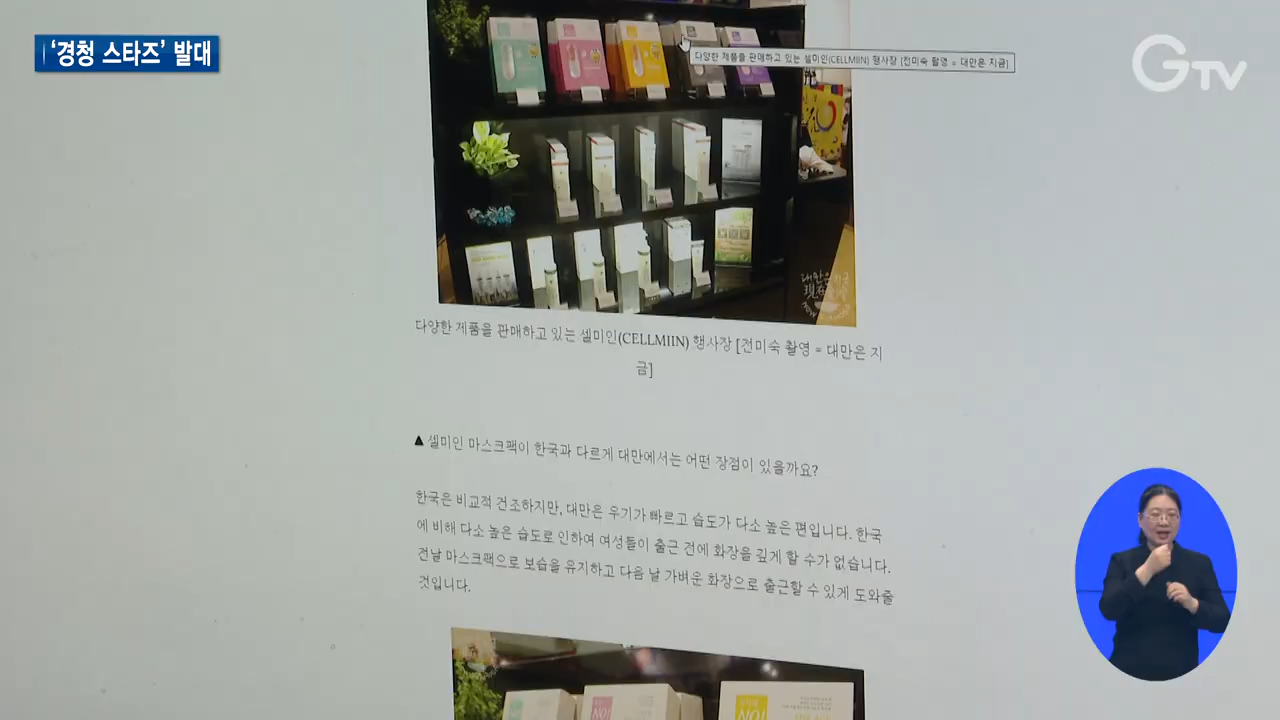 ‘경청 스타즈’ 발대
GTV
다양한 제품을 판매하고 있는 셀미인(CELLMIIN) 행사장 [전미숙 촬영 = 대만은 지금]
대만은 지금
다양한 제품을 판매하고 있는 셀미인(CELLMIIN) 행사장 [전미숙 촬영 = 대만은 지
금]
▲ 셀미인 마스크팩이 한국과 다르게 대만에서는 어떤 장점이 있을까요?
한국은 비교적 건조하지만, 대만은 우기가 빠르고 습도가 다소 높은 편입니다. 한국
에 비해 다소 높은 습도로 인하여 여성들이 출근 전에 화장을 깊게 할 수가 없습니다.
전날 마스크팩으로 보습을 유지하고 다음 날 가벼운 화장으로 출근할 수 있게 도와줄
것입니다.
NO!
NO!